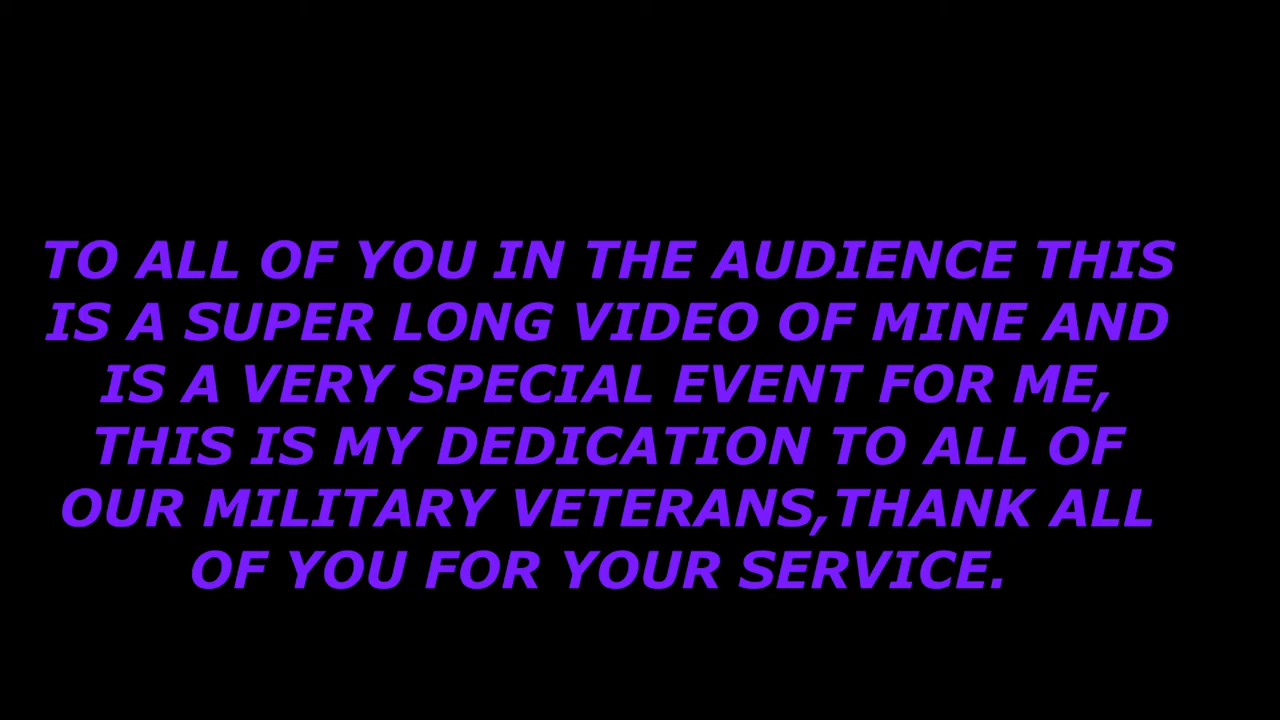 TO ALL OF YOU IN THE AUDIENCE THIS
IS A SUPER LONG VIDEO OF MINE AND
IS A VERY SPECIAL EVENT FOR ME,
THIS IS MY DEDICATION TO ALL OF
OUR MILITARY VETERANS,THANK ALL
OF YOU FOR YOUR SERVICE.